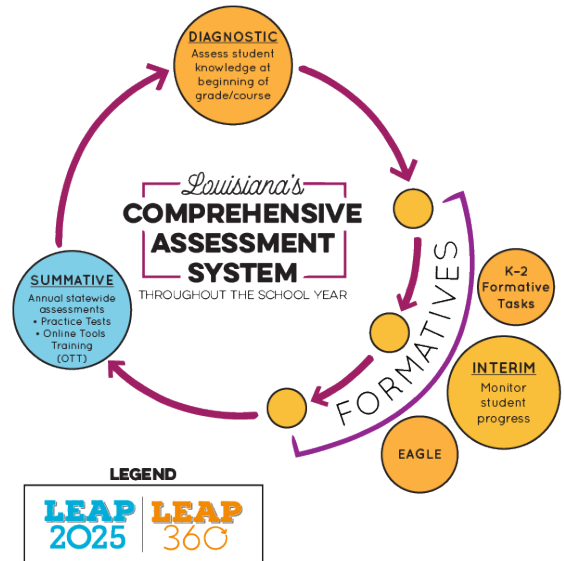 DIAGNOSTIC
Assess student
knowledge at
beginning of
grade/course
Louisiana's
COMPREHENSIVE
ASSESSMENT
SYSTEM
THROUGHOUT THE SCHOOL YEAR
SUMMATIVE
Annual statewide
assessments
• Practice Tests
• Online Tools
Training
(OTT)
FORMATIVES
K–2
Formative
Tasks
INTERIM
Monitor
student
progress
EAGLE
LEGEND
LEAP LEAP
2025 360